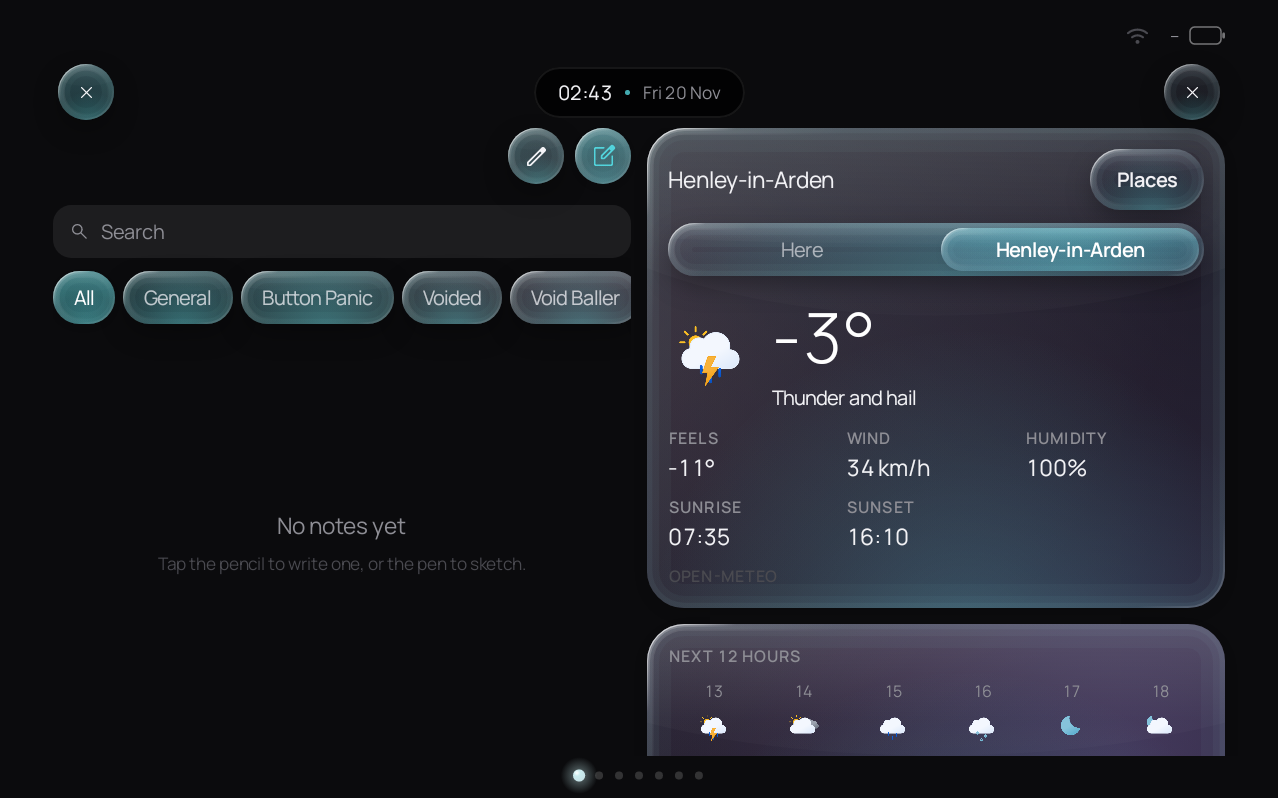 –
02:43 • Fri 20 Nov
Search
All General Button Panic Voided Void Baller
No notes yet
Tap the pencil to write one, or the pen to sketch.
Henley-in-Arden Places
Here Henley-in-Arden
-3°
Thunder and hail
FEELS WIND HUMIDITY
-11° 34 km/h 100%
SUNRISE SUNSET
07:35 16:10
OPEN-METEO
NEXT 12 HOURS
13 14 15 16 17 18